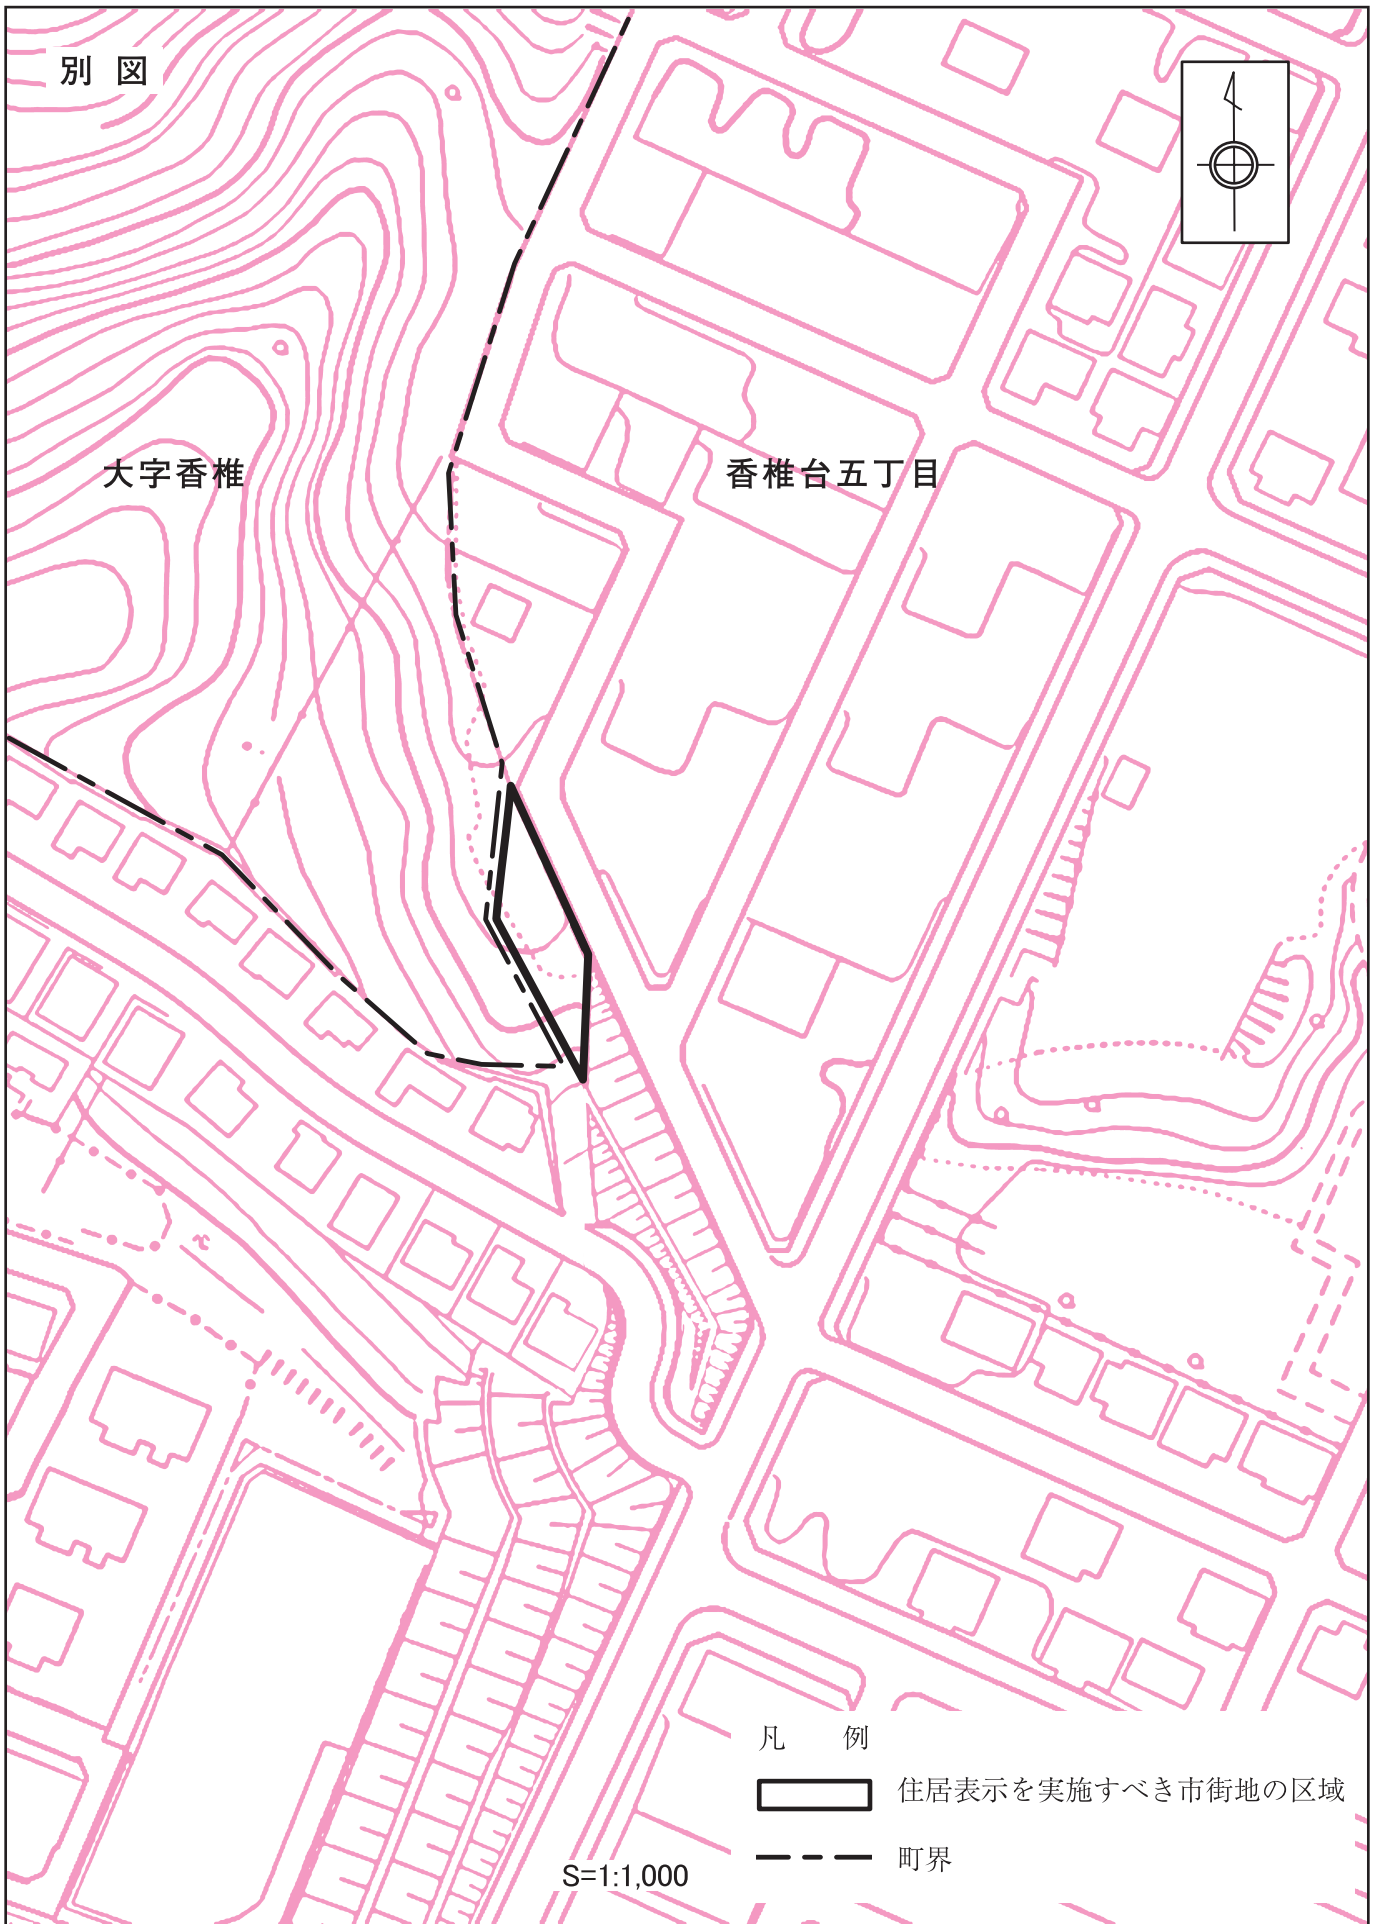 別 図
大字香椎
香椎台五丁目
凡 例
住居表示を実施すべき市街地の区域
町界
S=1:1,000